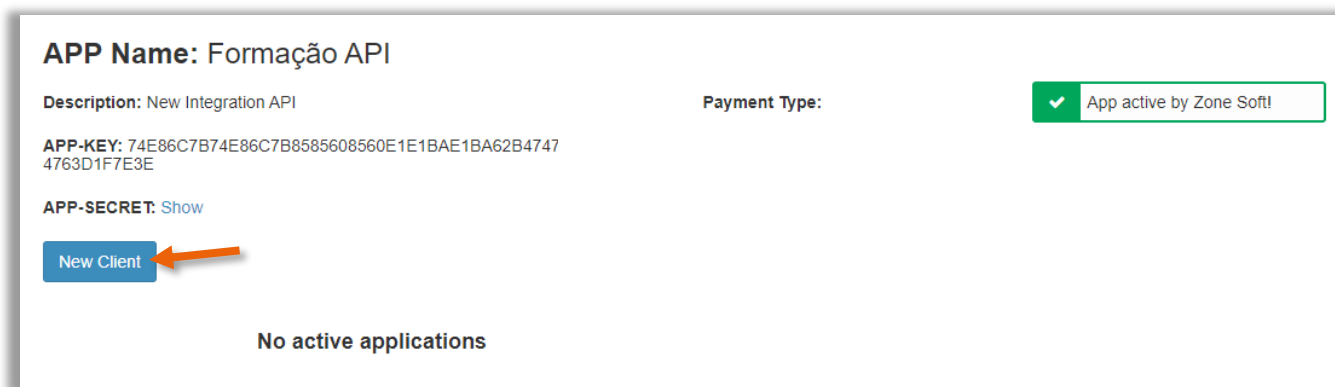 APP Name: Formação API
Description: New Integration API
Payment Type:
App active by Zone Soft!
APP-KEY: 74E86C7B74E86C7B8585608560E1E1BAE1BA62B4747
4763D1F7E3E
APP-SECRET: Show
New Client
No active applications